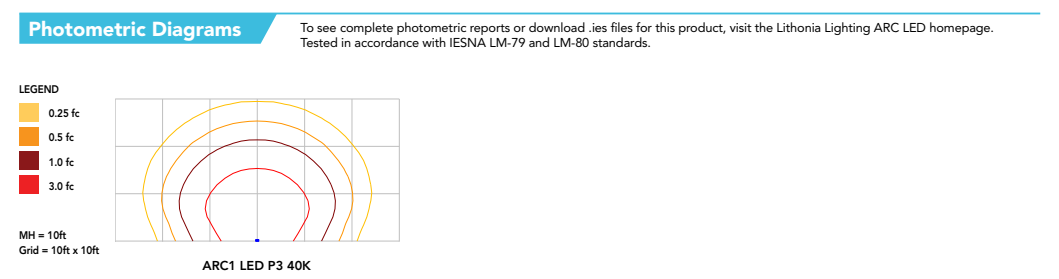 Photometric Diagrams
To see complete photometric reports or download .ies files for this product, visit the Lithonia Lighting ARC LED homepage.
Tested in accordance with IESNA LM-79 and LM-80 standards.
LEGEND
0.25 fc
0.5 fc
1.0 fc
3.0 fc
MH = 10ft
Grid = 10ft x 10ft
ARC1 LED P3 40K